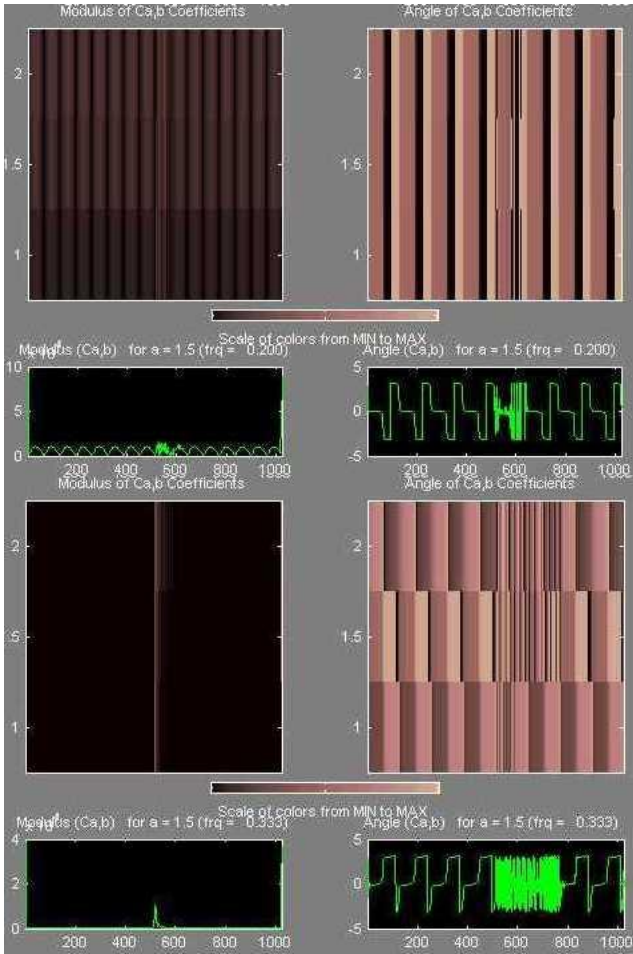 Modulus of Ca,b Coefficients
Angle of Ca,b Coefficients
2
1.5
1
2
1.5
1
Scale of colors from MIN to MAX
Modulus (Ca,b) for a = 1.5 (frq = 0.200)
Angle (Ca,b) for a = 1.5 (frq = 0.200)
10
5
0
200 400 600 800 1000
5
0
-5
200 400 600 800 1000
Modulus of Ca,b Coefficients
Angle of Ca,b Coefficients
2
1.5
1
2
1.5
1
Scale of colors from MIN to MAX
Modulus (Ca,b) for a = 1.5 (frq = 0.333)
Angle (Ca,b) for a = 1.5 (frq = 0.333)
4
2
0
200 400 600 800 1000
5
0
-5
200 400 600 800 1000